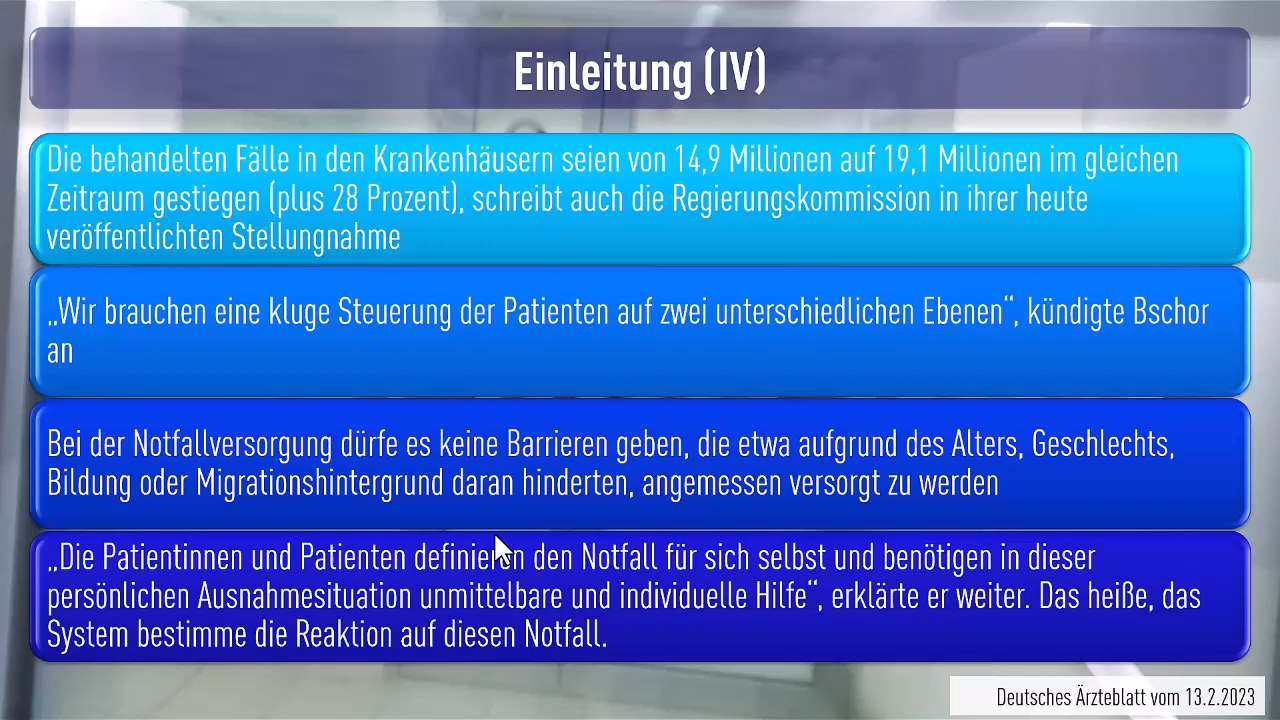 Einleitung (IV)
Die behandelten Fälle in den Krankenhäusern seien von 14,9 Millionen auf 19,1 Millionen im gleichen
Zeitraum gestiegen (plus 28 Prozent), schreibt auch die Regierungskommission in ihrer heute
veröffentlichten Stellungnahme
„Wir brauchen eine kluge Steuerung der Patienten auf zwei unterschiedlichen Ebenen“, kündigte Bschor
an
Bei der Notfallversorgung dürfe es keine Barrieren geben, die etwa aufgrund des Alters, Geschlechts,
Bildung oder Migrationshintergrund daran hinderten, angemessen versorgt zu werden
„Die Patientinnen und Patienten definieren den Notfall für sich selbst und benötigen in dieser
persönlichen Ausnahmesituation unmittelbare und individuelle Hilfe“, erklärte er weiter. Das heiße, das
System bestimme die Reaktion auf diesen Notfall.
Deutsches Ärzteblatt vom 13.2.2023